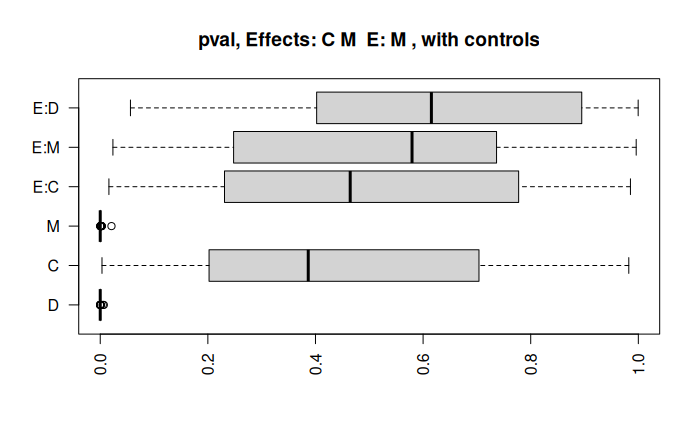 pval, Effects: C M  E: M , with controls
E:D
E:M
E:C
M
C
D
0.0
0.2
0.4
0.6
0.8
1.0